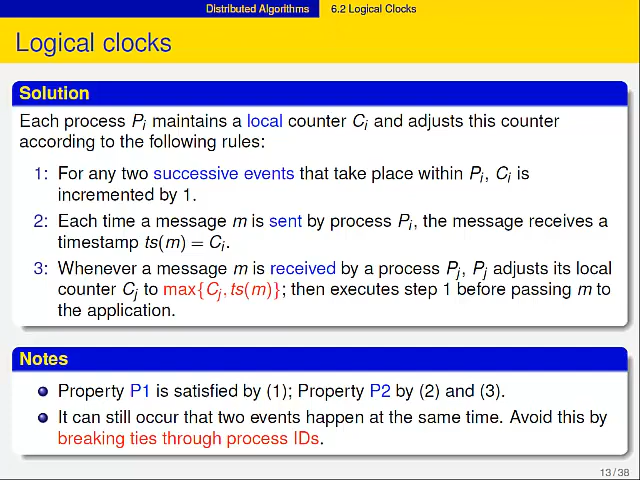 Distributed Algorithms 6.2 Logical Clocks
Logical clocks
Solution
Each process Pi maintains a local counter Ci and adjusts this counter
according to the following rules:
1: For any two successive events that take place within Pi, Ci is
incremented by 1.
2: Each time a message m is sent by process Pi, the message receives a
timestamp ts(m) = Ci.
3: Whenever a message m is received by a process Pj, Pj adjusts its local
counter Cj to max{Cj, ts(m)}; then executes step 1 before passing m to
the application.
Notes
Property P1 is satisfied by (1); Property P2 by (2) and (3).
It can still occur that two events happen at the same time. Avoid this by
breaking ties through process IDs.
13 / 38